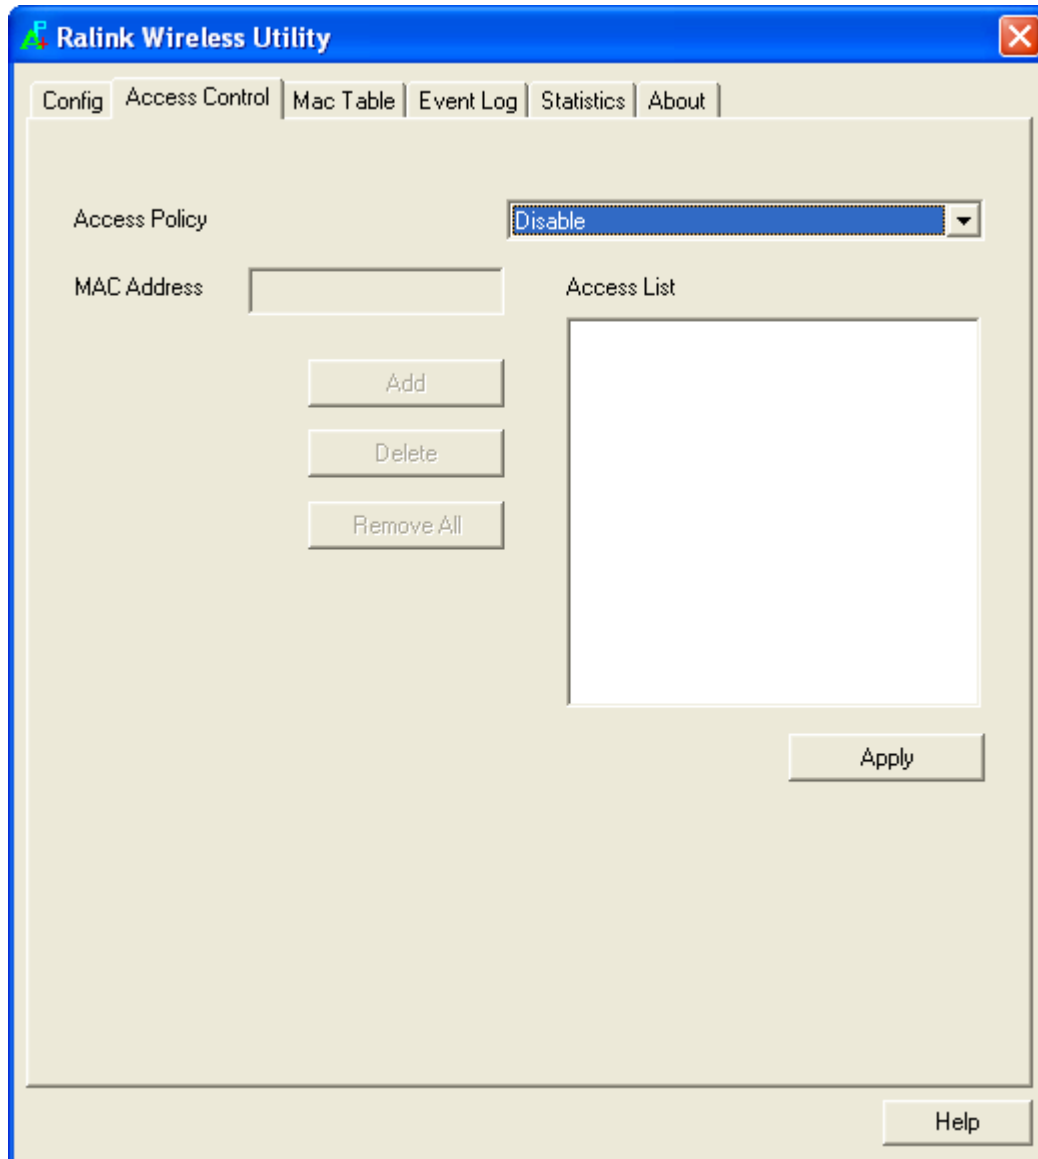 Ralink Wireless Utility
Config Access Control Mac Table Event Log Statistics About
Access Policy Disable
MAC Address Access List
Add
Delete
Remove All
Apply
Help